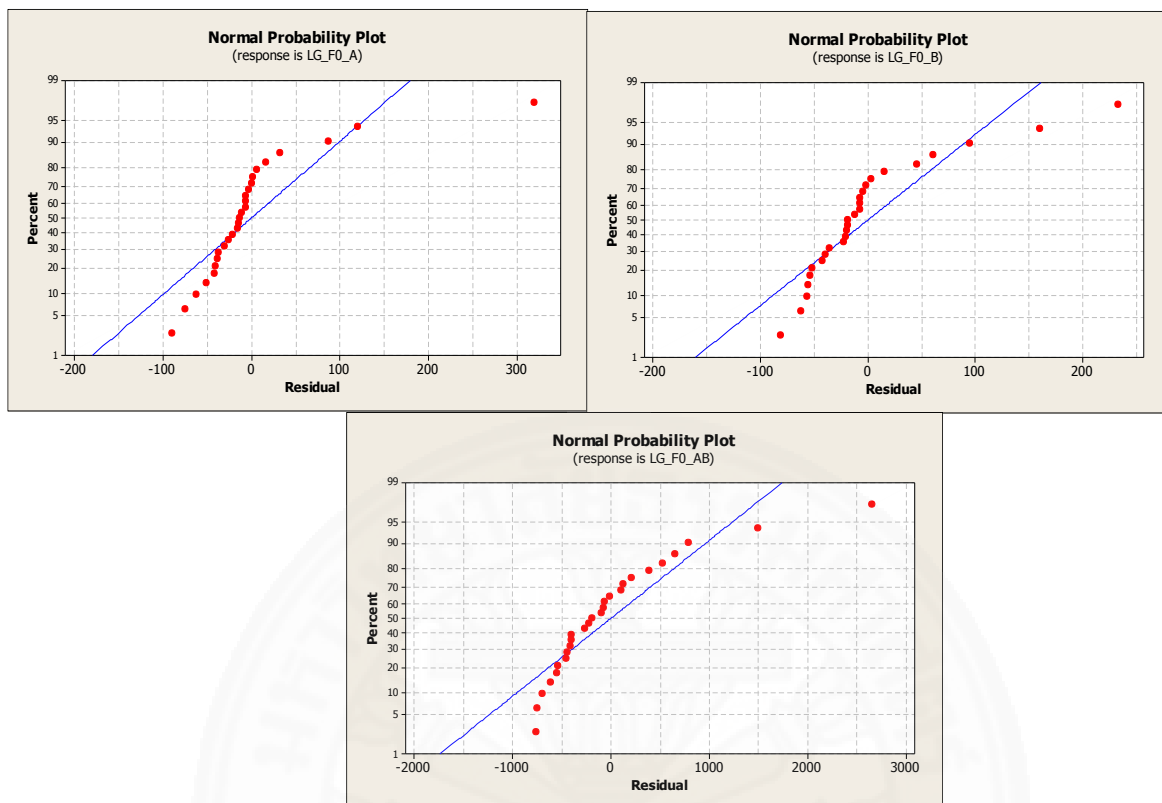 Normal Probability Plot
(response is LG_F0_A)
Percent
99
95
90
80
70
60
50
40
30
20
10
5
1
-200 -100 0 100 200 300
Residual
Normal Probability Plot
(response is LG_F0_B)
Percent
99
95
90
80
70
60
50
40
30
20
10
5
1
-200 -100 0 100 200
Residual
Normal Probability Plot
(response is LG_F0_AB)
Percent
99
95
90
80
70
60
50
40
30
20
10
5
1
-2000 -1000 0 1000 2000 3000
Residual